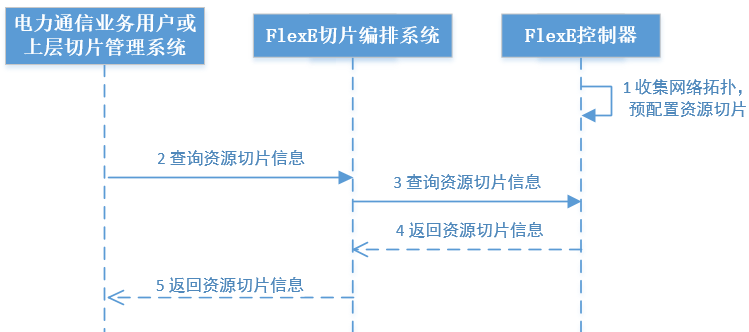 电力通信业务用户或
上层切片管理系统
FlexE切片编排系统
FlexE控制器
1 收集网络拓扑，
预配置资源切片
2 查询资源切片信息
3 查询资源切片信息
4 返回资源切片信息
5 返回资源切片信息